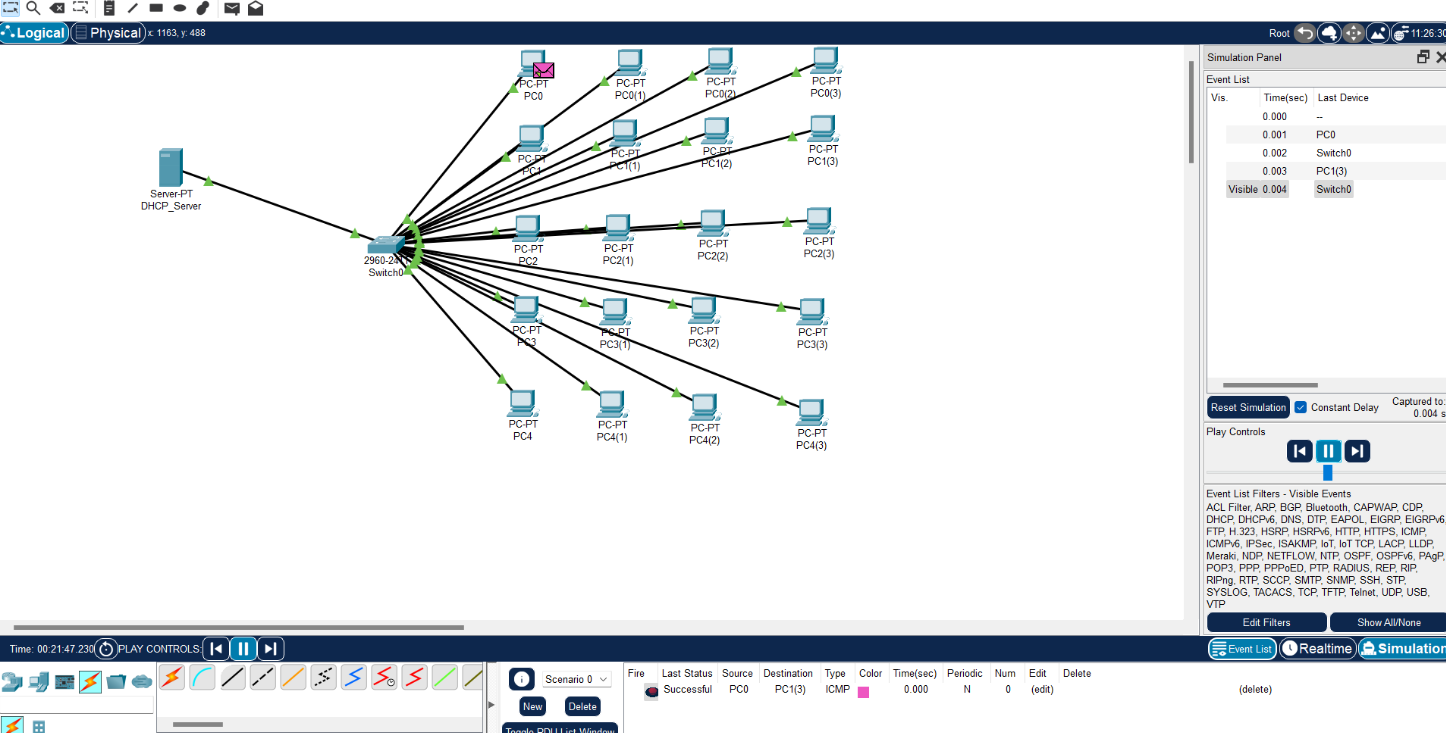 Logical
Physical
x: 1163, y: 488
Root
11:26:30
Simulation Panel
Event List
Vis. Time(sec) Last Device
0.000 --
0.001 PC0
0.002 Switch0
0.003 PC1(3)
Visible 0.004 Switch0
PC-PT
PC0
PC-PT
PC0(1)
PC-PT
PC0(2)
PC-PT
PC0(3)
PC-PT
PC1
PC-PT
PC1(1)
PC-PT
PC1(2)
PC-PT
PC1(3)
Server-PT
DHCP_Server
PC-PT
PC2
PC-PT
PC2(1)
PC-PT
PC2(2)
PC-PT
PC2(3)
Switch0
PC-PT
PC3
PC-PT
PC3(1)
PC-PT
PC3(2)
PC-PT
PC3(3)
PC-PT
PC4
PC-PT
PC4(1)
PC-PT
PC4(2)
PC-PT
PC4(3)
Reset Simulation
Constant Delay
Captured to:
0.004 s
Play Controls
Event List Filters - Visible Events
ACL Filter, ARP, BGP, Bluetooth, CAPWAP, CDP,
DHCP, DHCPv6, DNS, DTP, EAPOL, EIGRP, EIGRPv6,
FTP, H.323, HSRP, HSRPv6, HTTP, HTTPS, ICMP,
ICMPv6, IPSec, ISAKMP, IoT, IoT TCP, LACP, LLDP,
Meraki, NDP, NETFLOW, NTP, OSPF, OSPFv6, PAgP,
POP3, PPP, PPPoED, PTP, RADIUS, REP, RIP,
RIPng, RTP, SCCP, SMTP, SNMP, SSH, STP,
SYSLOG, TACACS, TCP, TFTP, Telnet, UDP, USB,
VTP
Edit Filters
Show All/None
Time: 00:21:47.230
PLAY CONTROLS:
Event List
Realtime
Simulation
Scenario 0
New
Delete
Toggle PDU List Window
Fire Last Status Source Destination Type Color Time(sec) Periodic Num Edit Delete
Successful PC0 PC1(3) ICMP 0.000 N 0 (edit) (delete)